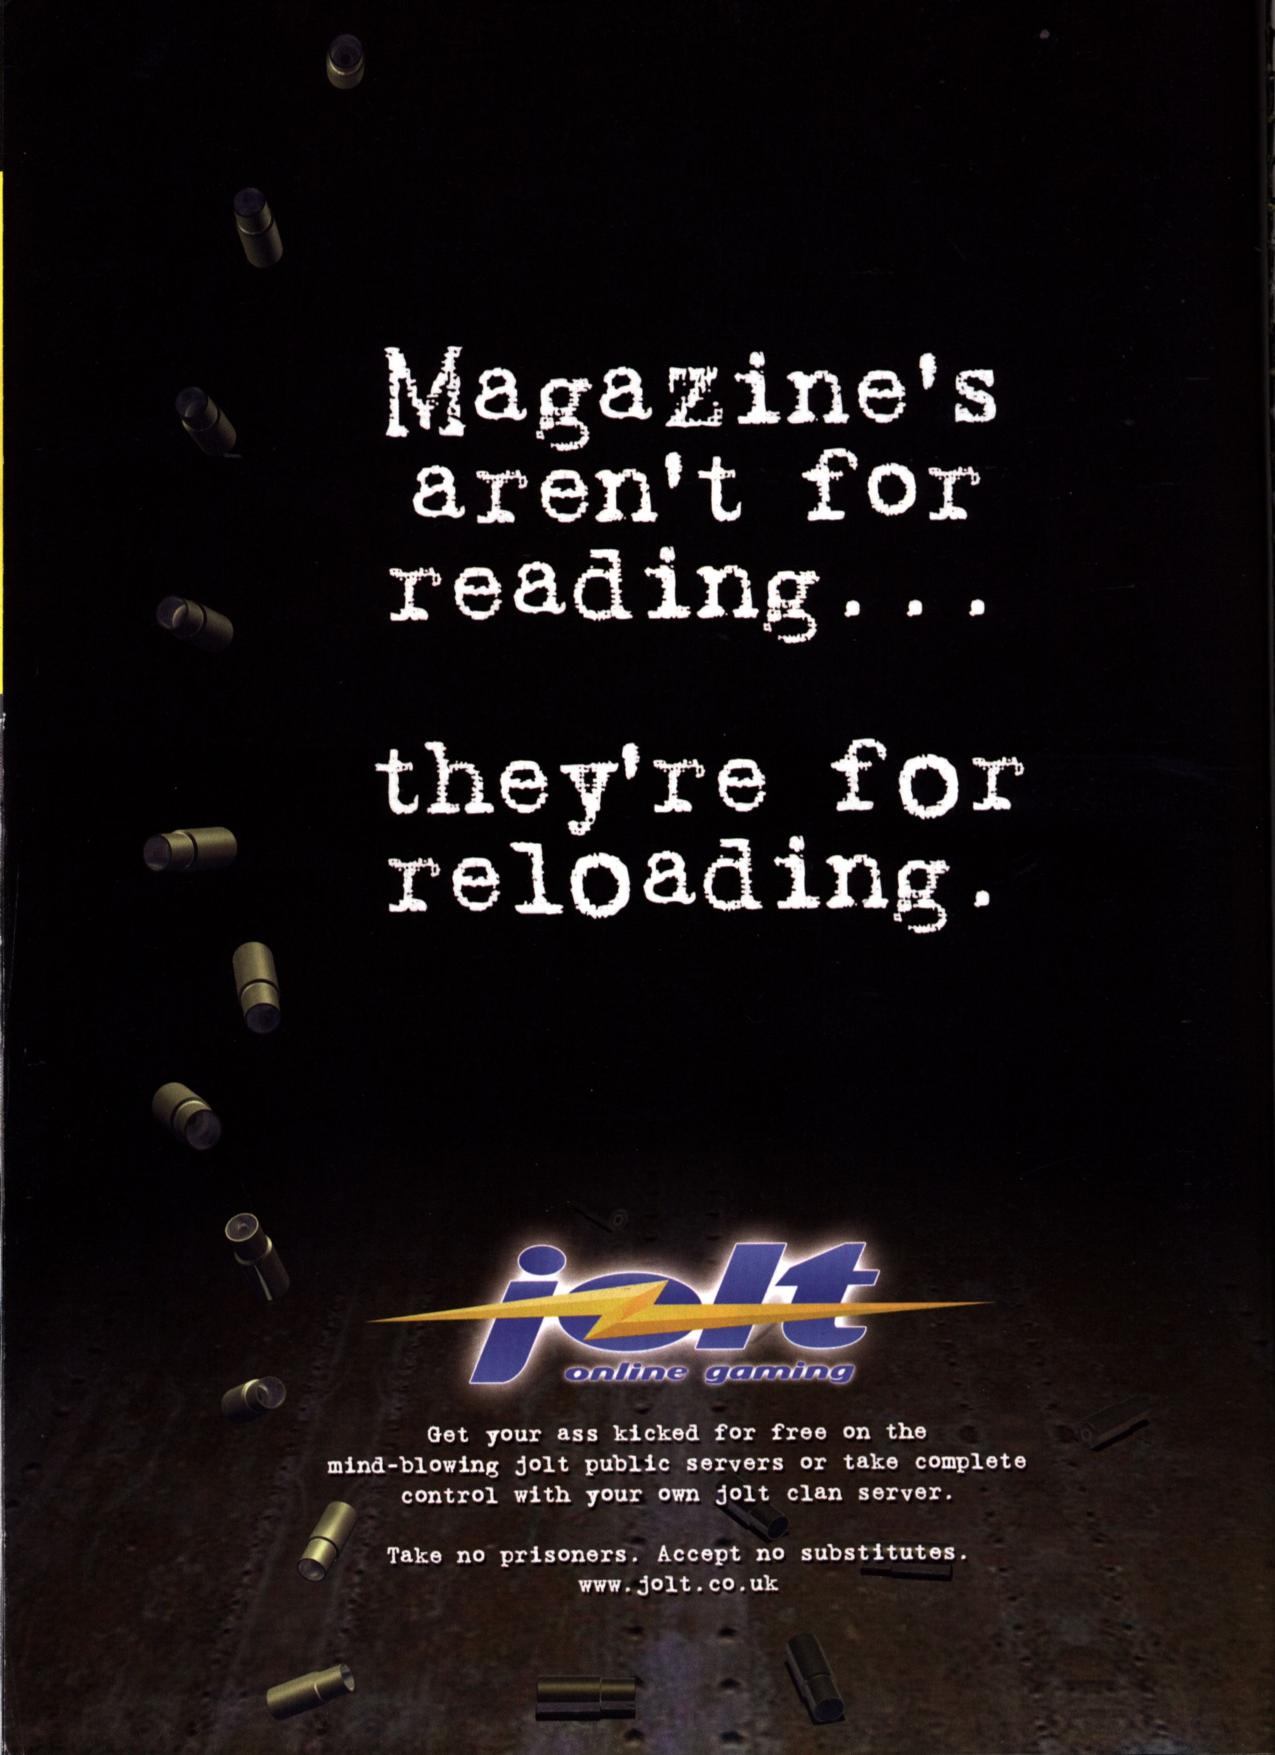 Magazine's
aren't for
reading...
they're for
reloading.
jolt
online gaming
Get your ass kicked for free on the
mind-blowing jolt public servers or take complete
control with your own jolt clan server.
Take no prisoners. Accept no substitutes.
www.jolt.co.uk